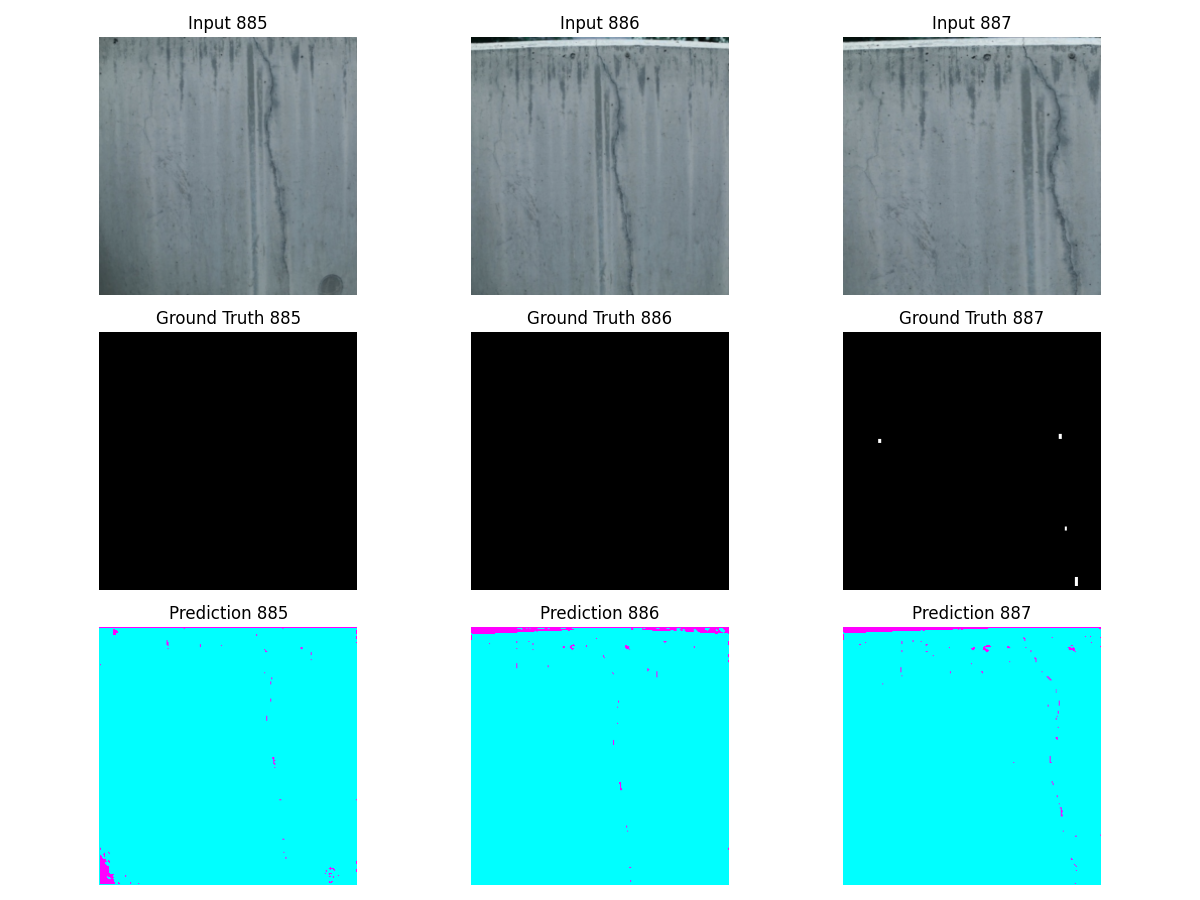 Input 885
Input 886
Input 887
Ground Truth 885
Ground Truth 886
Ground Truth 887
Prediction 885
Prediction 886
Prediction 887